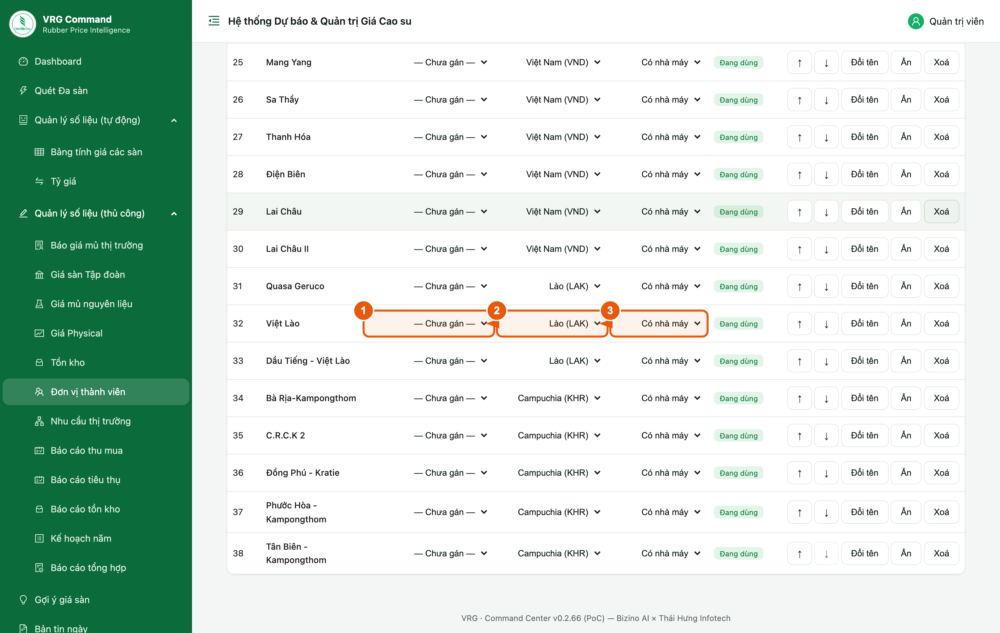 VRG Command
Rubber Price Intelligence
Dashboard
Quét Đa sàn
Quản lý số liệu (tự động)
Bảng tính giá các sàn
Tỷ giá
Quản lý số liệu (thủ công)
Báo giá mủ thị trường
Giá sàn Tập đoàn
Giá mủ nguyên liệu
Giá Physical
Tồn kho
Đơn vị thành viên
Nhu cầu thị trường
Báo cáo thu mua
Báo cáo tiêu thụ
Báo cáo tồn kho
Kế hoạch năm
Báo cáo tổng hợp
Gợi ý giá sàn
Bản tin ngày
Hệ thống Dự báo & Quản trị Giá Cao su
Quản trị viên
25 Mang Yang — Chưa gán — Việt Nam (VND) Có nhà máy Đang dùng ↑ ↓ Đổi tên Ẩn Xoá
26 Sa Thầy — Chưa gán — Việt Nam (VND) Có nhà máy Đang dùng ↑ ↓ Đổi tên Ẩn Xoá
27 Thanh Hóa — Chưa gán — Việt Nam (VND) Có nhà máy Đang dùng ↑ ↓ Đổi tên Ẩn Xoá
28 Điện Biên — Chưa gán — Việt Nam (VND) Có nhà máy Đang dùng ↑ ↓ Đổi tên Ẩn Xoá
29 Lai Châu — Chưa gán — Việt Nam (VND) Có nhà máy Đang dùng ↑ ↓ Đổi tên Ẩn Xoá
30 Lai Châu II — Chưa gán — Việt Nam (VND) Có nhà máy Đang dùng ↑ ↓ Đổi tên Ẩn Xoá
31 Quasa Geruco — Chưa gán — Lào (LAK) Có nhà máy Đang dùng ↑ ↓ Đổi tên Ẩn Xoá
1 2 3
32 Việt Lào — Chưa gán — Lào (LAK) Có nhà máy Đang dùng ↑ ↓ Đổi tên Ẩn Xoá
33 Dầu Tiếng - Việt Lào — Chưa gán — Lào (LAK) Có nhà máy Đang dùng ↑ ↓ Đổi tên Ẩn Xoá
34 Bà Rịa-Kampongthom — Chưa gán — Campuchia (KHR) Có nhà máy Đang dùng ↑ ↓ Đổi tên Ẩn Xoá
35 C.R.C.K 2 — Chưa gán — Campuchia (KHR) Có nhà máy Đang dùng ↑ ↓ Đổi tên Ẩn Xoá
36 Đồng Phú - Kratie — Chưa gán — Campuchia (KHR) Có nhà máy Đang dùng ↑ ↓ Đổi tên Ẩn Xoá
37 Phước Hòa -
Kampongthom — Chưa gán — Campuchia (KHR) Có nhà máy Đang dùng ↑ ↓ Đổi tên Ẩn Xoá
38 Tân Biên -
Kampongthom — Chưa gán — Campuchia (KHR) Có nhà máy Đang dùng ↑ ↓ Đổi tên Ẩn Xoá
VRG · Command Center v0.2.66 (PoC) — Bizino AI × Thái Hưng Infotech